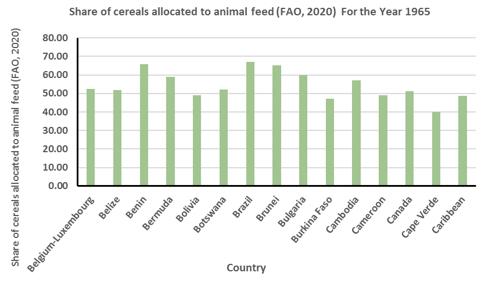 Share of cereals allocated to animal feed (FAO, 2020) For the Year 1965
Share of cereals allocated to animal feed (FAO, 2020)
80.00
70.00
60.00
50.00
40.00
30.00
20.00
10.00
0.00
Belgium-Luxembourg
Belize
Benin
Bermuda
Bolivia
Botswana
Brazil
Brunei
Bulgaria
Burkina Faso
Cambodia
Cameroon
Canada
Cape Verde
Caribbean
Country